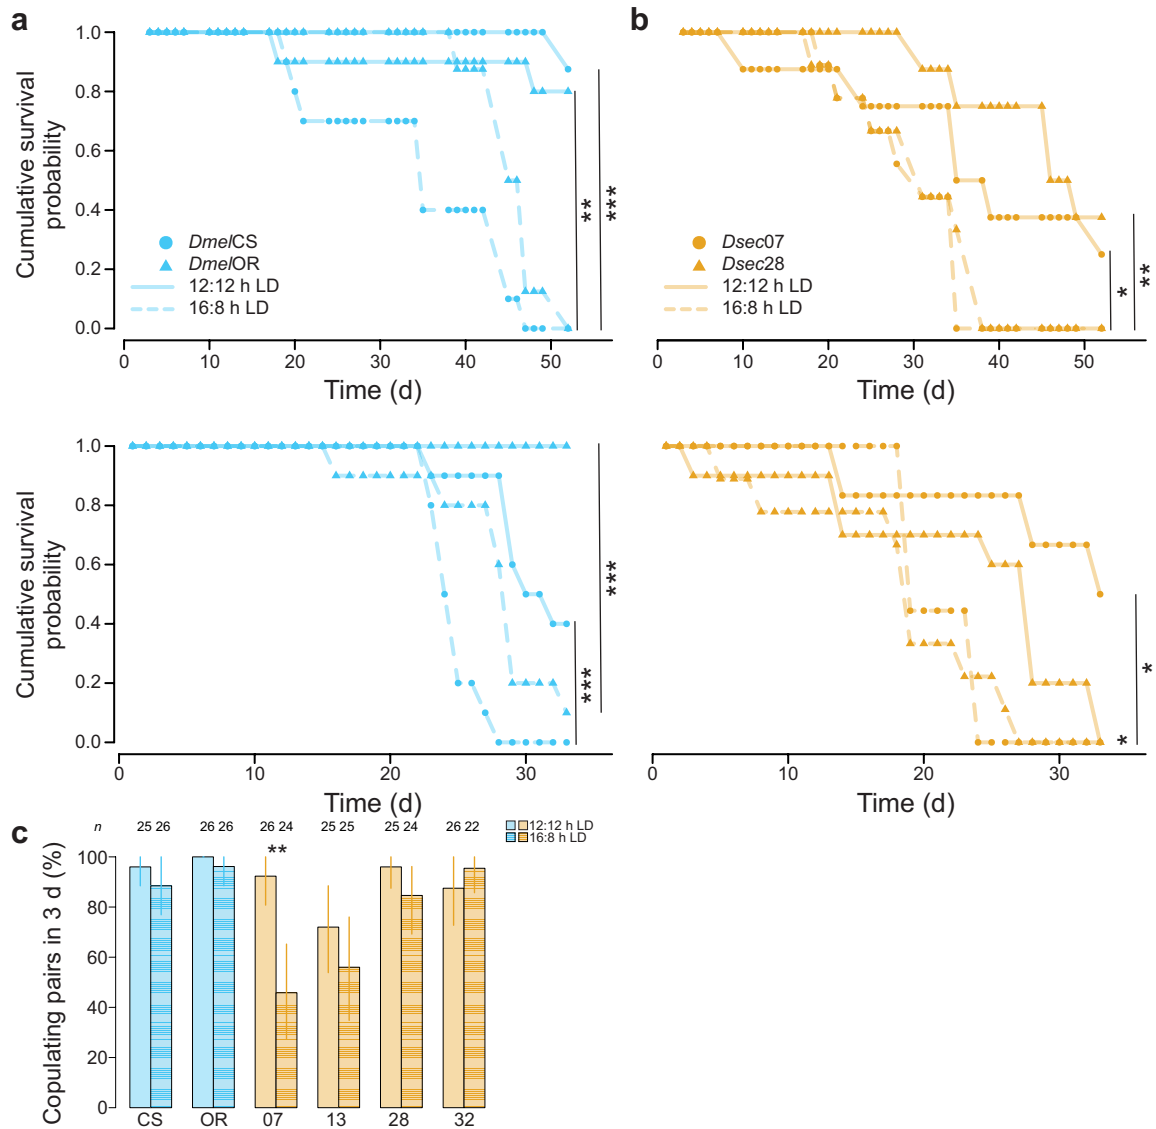 a
Cumulative survival
probability
1.0
0.8
0.6
0.4
0.2
0.0
DmelCS
DmelOR
12:12 h LD
16:8 h LD
**
***
0 10 20 30 40 50
Time (d)
b
Dsec07
Dsec28
12:12 h LD
16:8 h LD
*
**
0 10 20 30 40 50
Time (d)
Cumulative survival
probability
1.0
0.8
0.6
0.4
0.2
0.0
***
***
0 10 20 30
Time (d)
*
*
0 10 20 30
Time (d)
c
n 25 26 26 26 26 24 25 25 25 24 26 22
12:12 h LD
16:8 h LD
**
Copulating pairs in 3 d (%)
100
80
60
40
20
0
CS OR 07 13 28 32